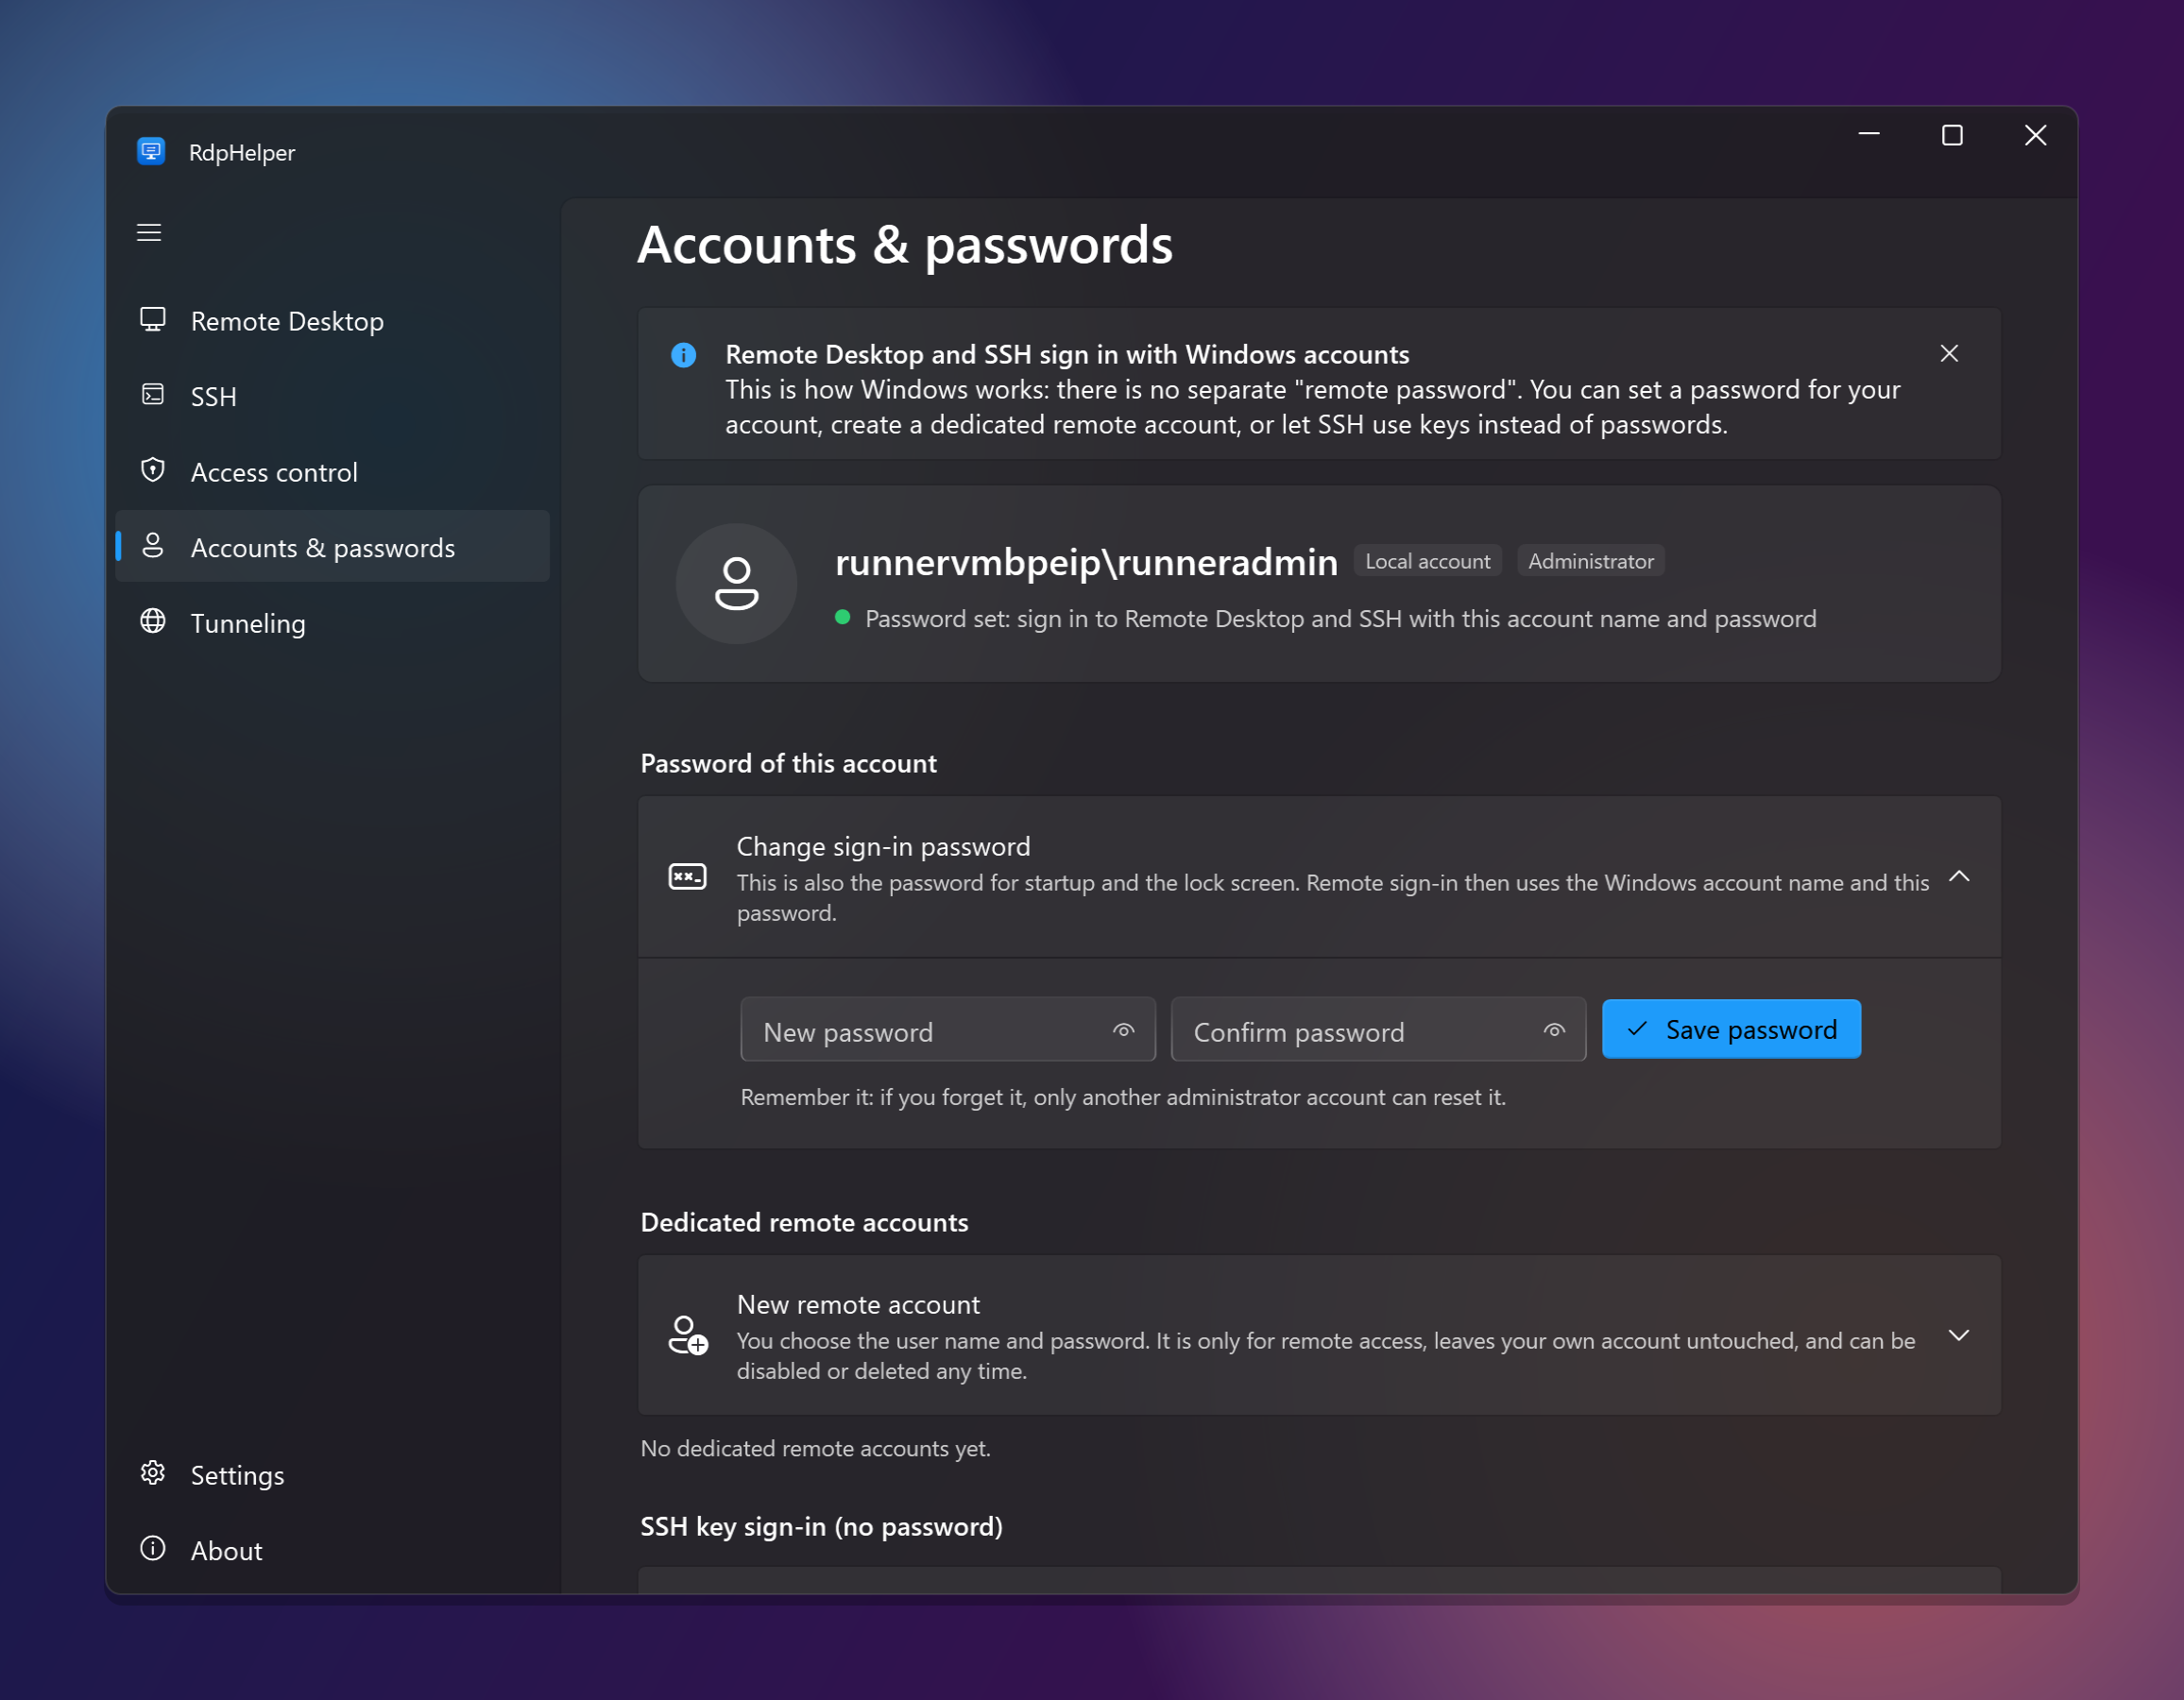 RdpHelper
Remote Desktop
SSH
Access control
Accounts & passwords
Tunneling
Settings
About
Accounts & passwords
Remote Desktop and SSH sign in with Windows accounts
This is how Windows works: there is no separate "remote password". You can set a password for your
account, create a dedicated remote account, or let SSH use keys instead of passwords.
runnervmbpeip\runneradmin Local account Administrator
Password set: sign in to Remote Desktop and SSH with this account name and password
Password of this account
Change sign-in password
This is also the password for startup and the lock screen. Remote sign-in then uses the Windows account name and this
password.
New password Confirm password Save password
Remember it: if you forget it, only another administrator account can reset it.
Dedicated remote accounts
New remote account
You choose the user name and password. It is only for remote access, leaves your own account untouched, and can be
disabled or deleted any time.
No dedicated remote accounts yet.
SSH key sign-in (no password)